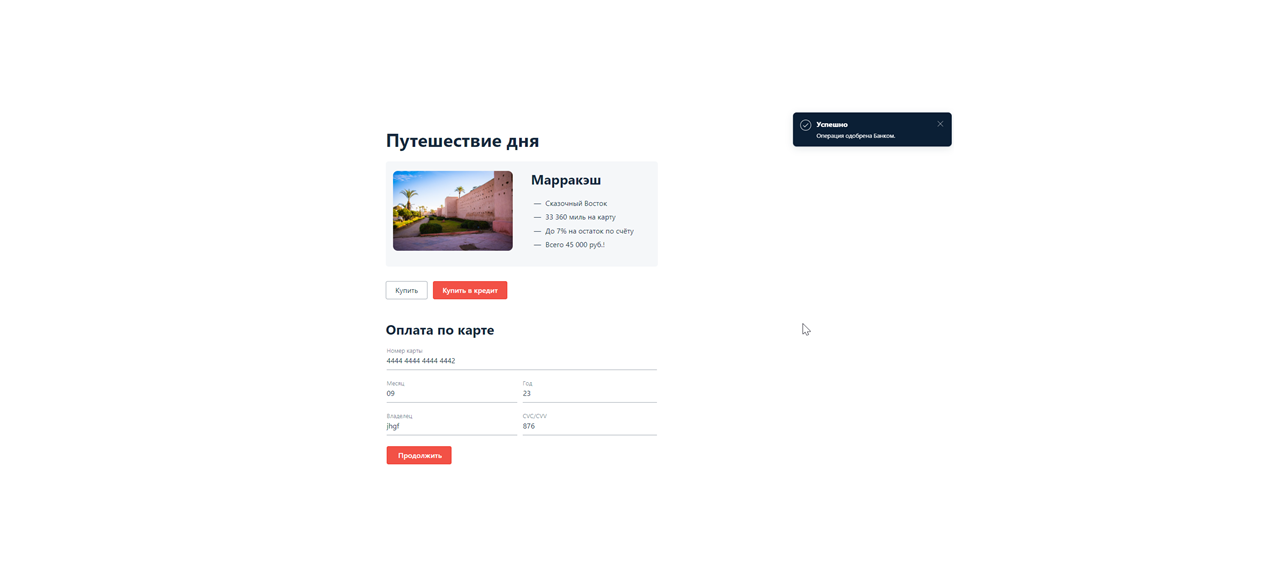 Успешно
Операция одобрена Банком.
Путешествие дня
Марракэш
— Сказочный Восток
— 33 360 миль на карту
— До 7% на остаток по счёту
— Всего 45 000 руб.!
Купить
Купить в кредит
Оплата по карте
Номер карты
4444 4444 4444 4442
Месяц
Год
09
23
Владелец
CVC/CVV
jhgf
876
Продолжить